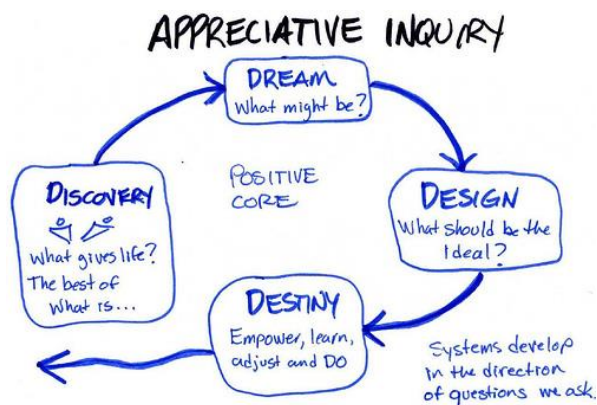 APPRECIATIVE INQUIRY
DREAM
What might be?
DISCOVERY
What gives life?
The best of
What is...
POSITIVE
CORE
DESIGN
What should be the
Ideal?
DESTINY
Empower, learn,
adjust and DO
Systems develop
in the direction
of questions we ask.